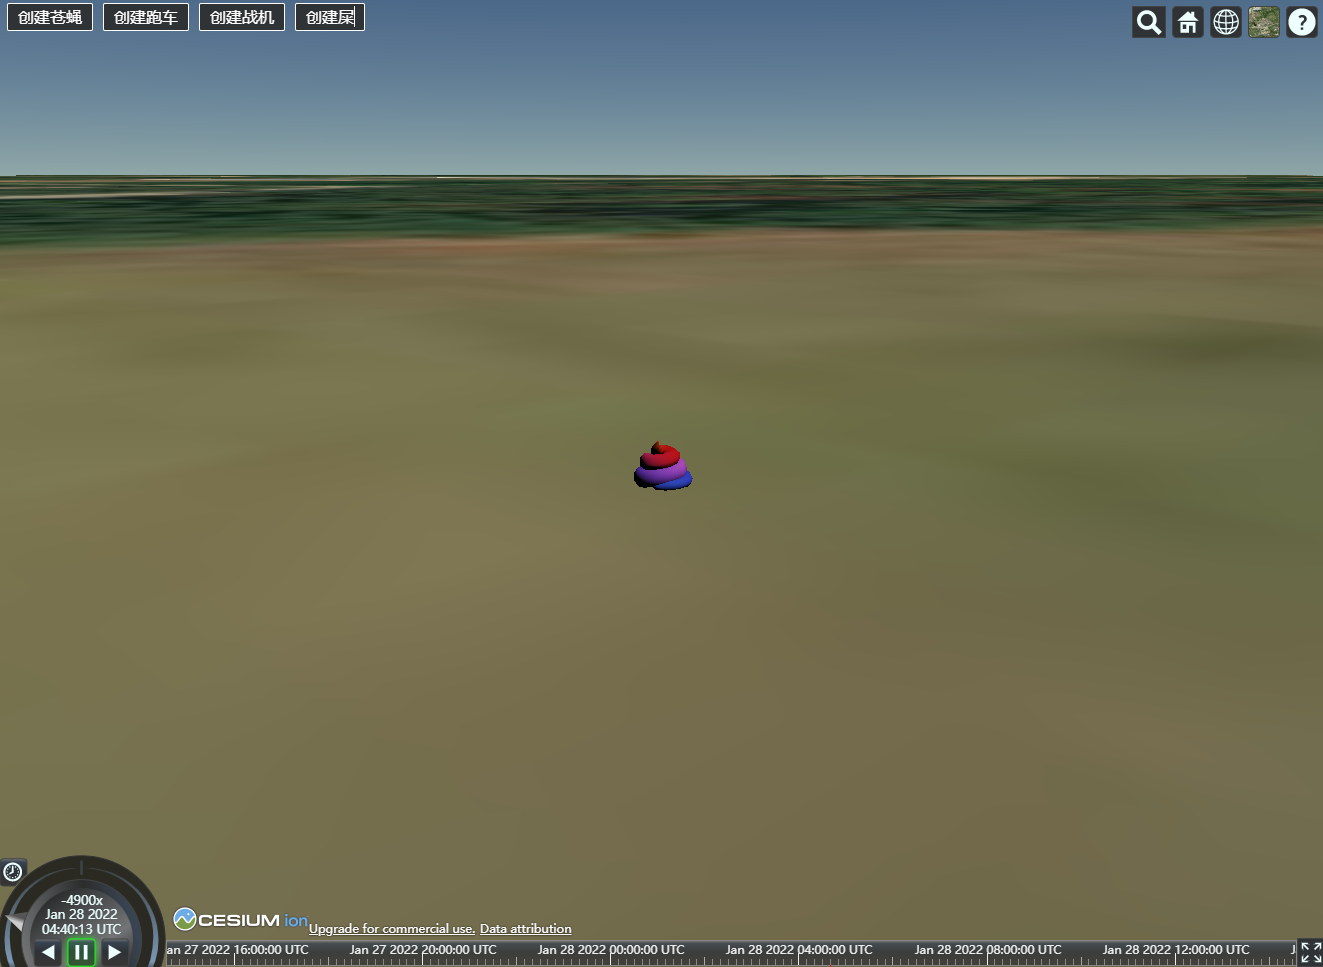 创建苍蝇 创建跑车 创建战机 创建屎
-4900x
Jan 28 2022
04:40:13 UTC
CESIUM ion Upgrade for commercial use. Data attribution
an 27 2022 16:00:00 UTC Jan 27 2022 20:00:00 UTC Jan 28 2022 00:00:00 UTC Jan 28 2022 04:00:00 UTC Jan 28 2022 08:00:00 UTC Jan 28 2022 12:00:00 UTC J